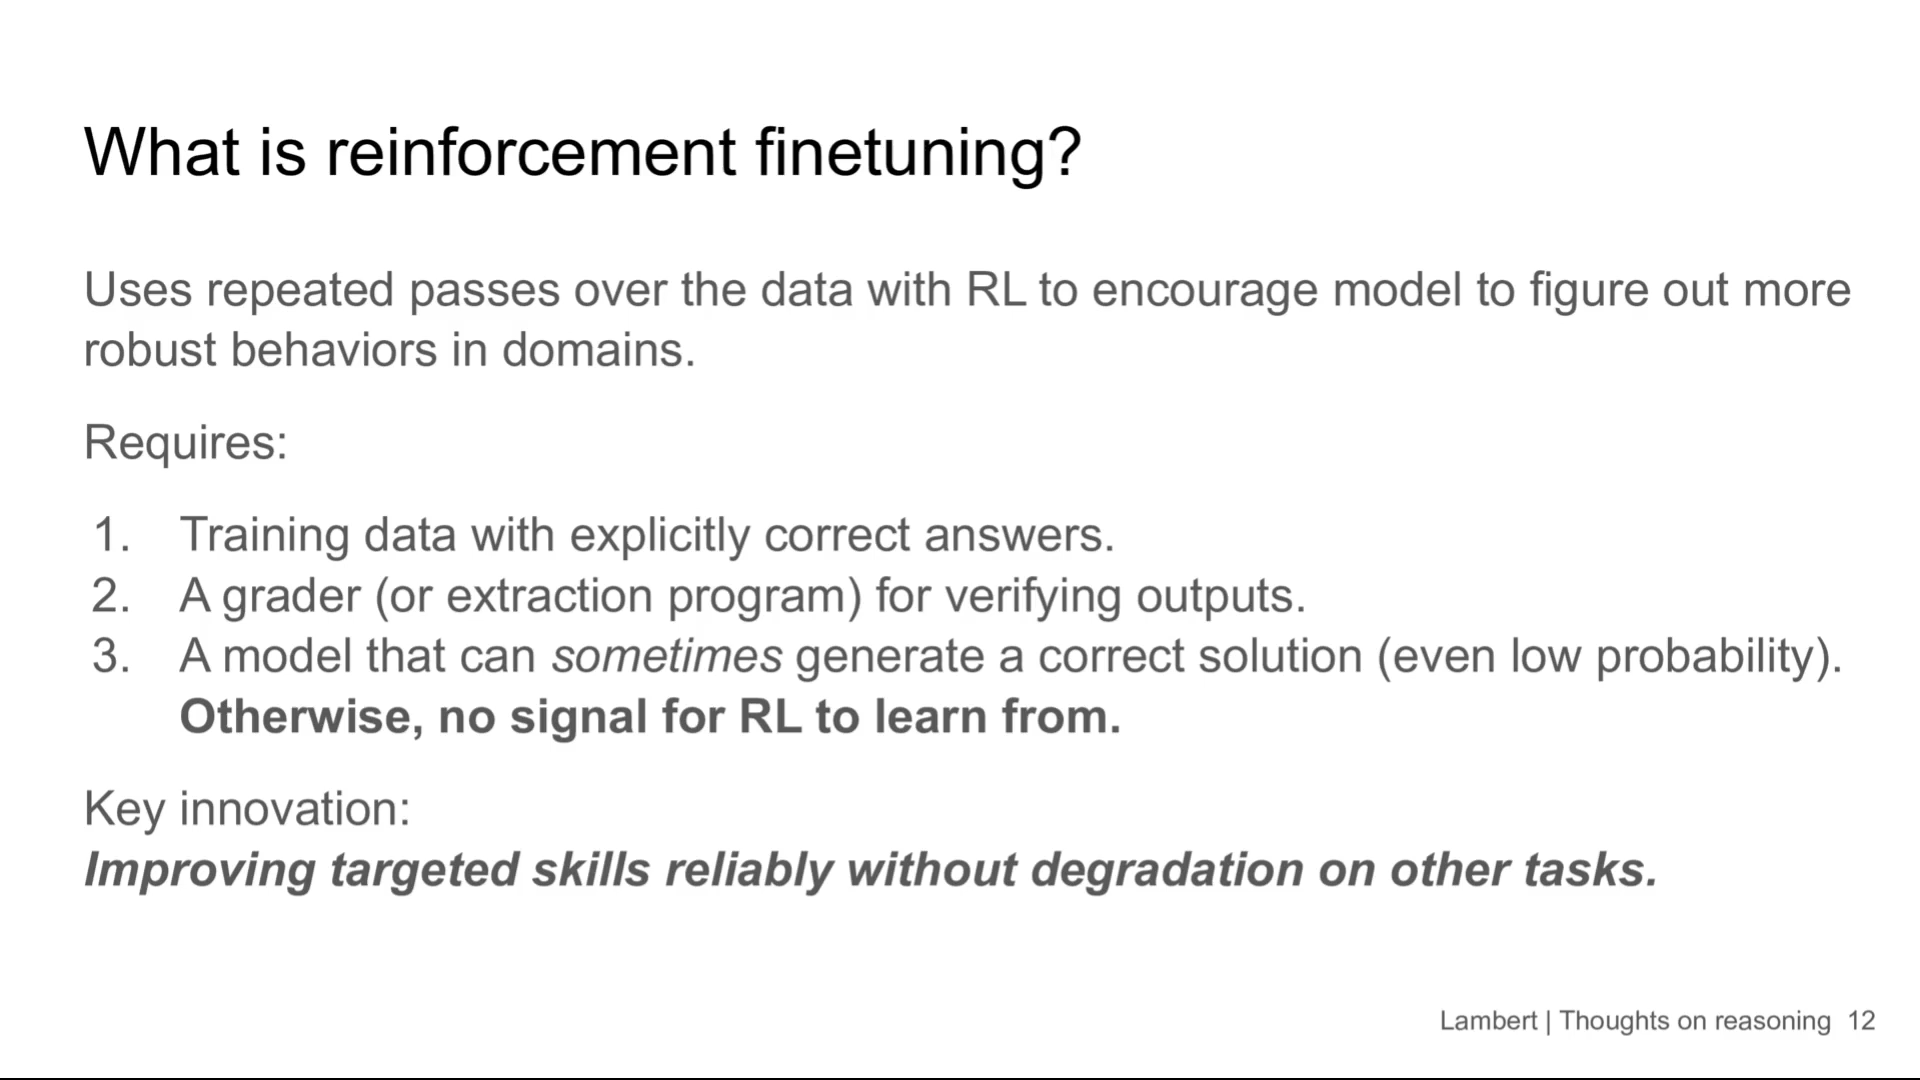 What is reinforcement finetuning?
Uses repeated passes over the data with RL to encourage model to figure out more
robust behaviors in domains.
Requires:
1. Training data with explicitly correct answers.
2. A grader (or extraction program) for verifying outputs.
3. A model that can sometimes generate a correct solution (even low probability).
Otherwise, no signal for RL to learn from.
Key innovation:
Improving targeted skills reliably without degradation on other tasks.
Lambert | Thoughts on reasoning 12